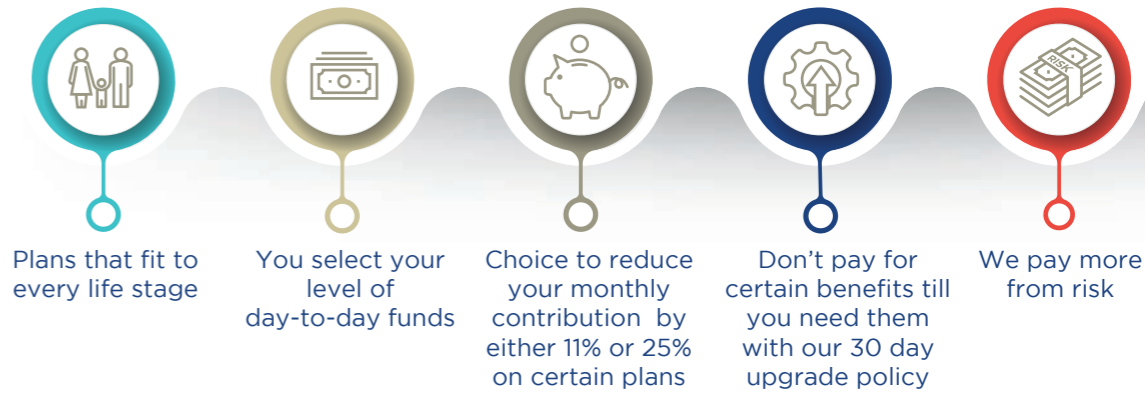 RISK
Plans that fit to
every life stage
You select your
level of
day-to-day funds
Choice to reduce
your monthly
contribution by
either 11% or 25%
on certain plans
Don't pay for
certain benefits till
you need them
with our 30 day
upgrade policy
We pay more
from risk